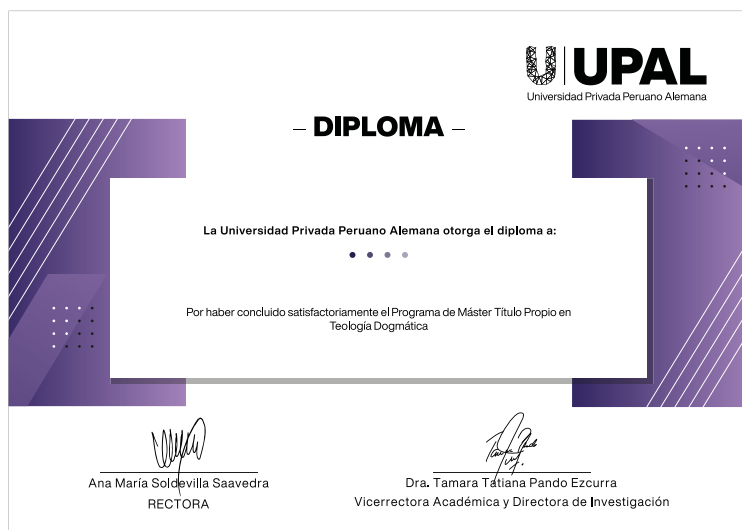 UPAL
Universidad Privada Peruano Alemana
– DIPLOMA –
La Universidad Privada Peruano Alemana otorga el diploma a:
Por haber concluido satisfactoriamente el Programa de Máster Título Propio en
Teología Dogmática
Ana María Soldevilla Saavedra
RECTORA
Dra. Tamara Tatiana Pando Ezcurra
Vicerrectora Académica y Directora de Investigación